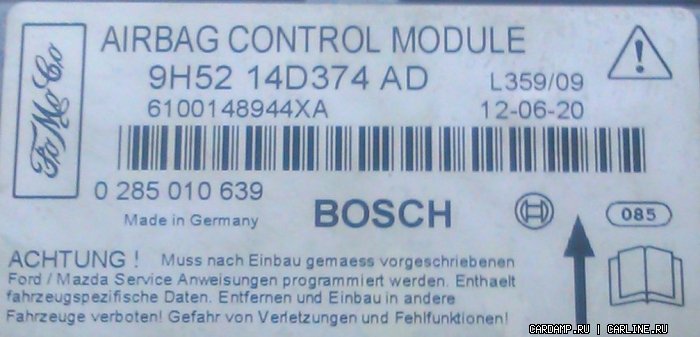 FoMoCo
AIRBAG CONTROL MODULE
9H52 14D374 AD L359/09
6100148944XA 12-06-20
0 285 010 639
Made in Germany BOSCH 085
ACHTUNG ! Muss nach Einbau gemaess vorgeschriebenen
Ford / Mazda Service Anweisungen programmiert werden. Enthaelt
fahrzeugspezifische Daten. Entfernen und Einbau in andere
Fahrzeuge verboten! Gefahr von Verletzungen und Fehlfunktionen!
CARDAMP.RU | CARLINE.RU